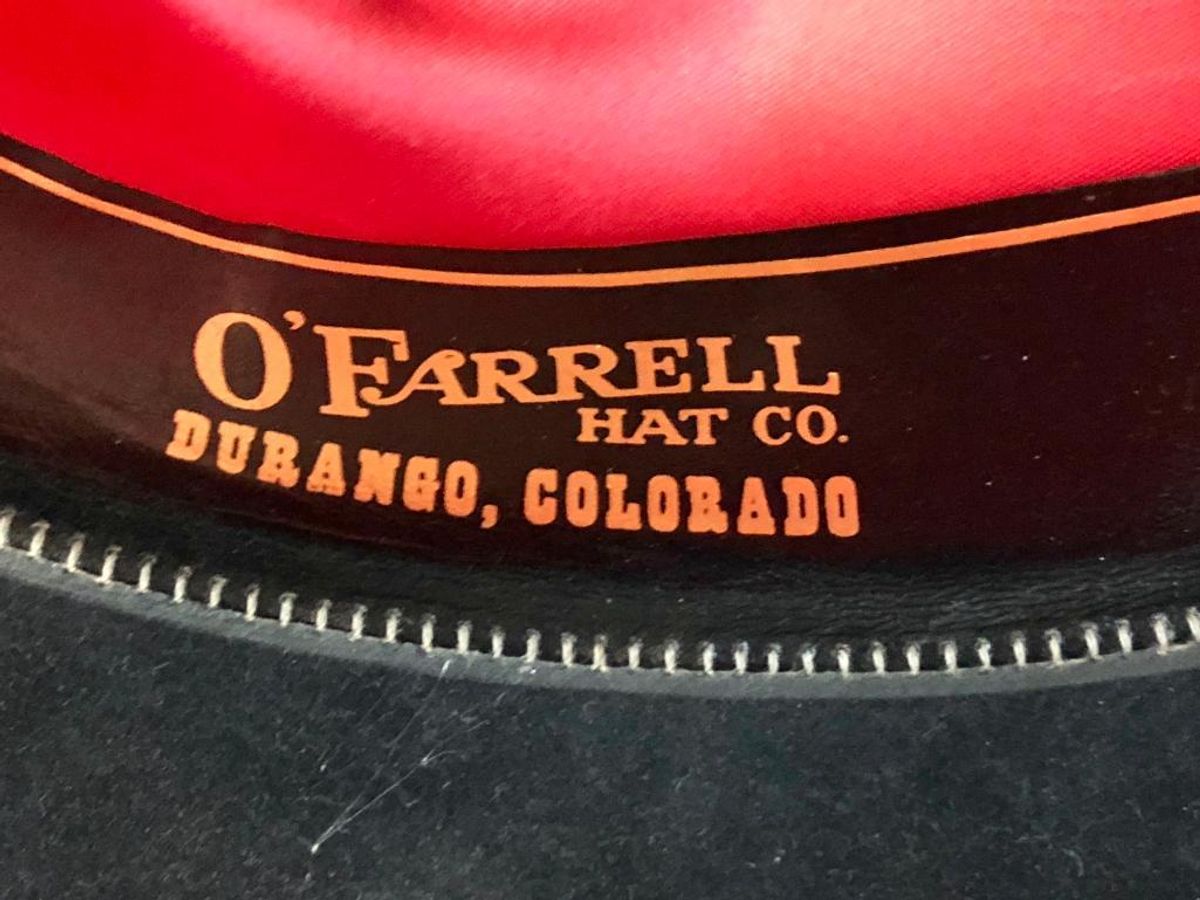 O'FARRELL
HAT CO.
DURANGO, COLORADO